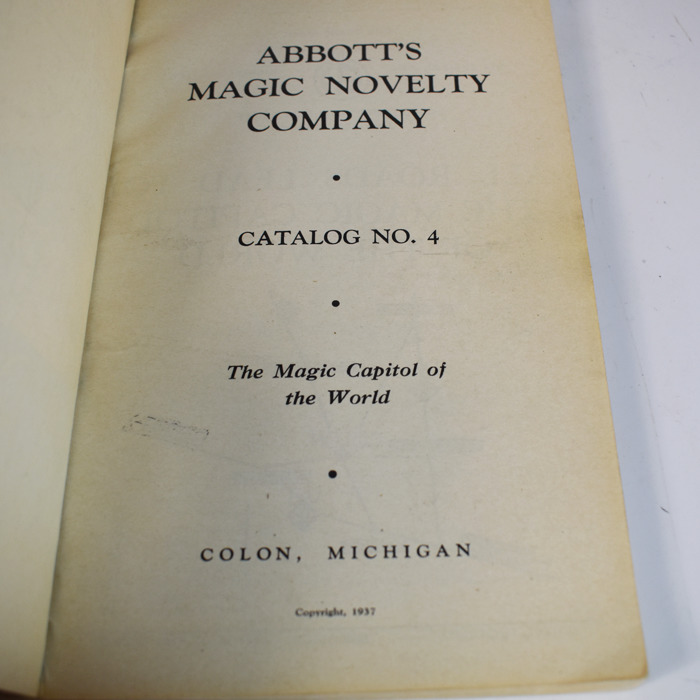 ABBOTT'S
MAGIC NOVELTY
COMPANY
•
CATALOG NO. 4
•
The Magic Capitol of
the World
•
COLON, MICHIGAN
Copyright, 1937